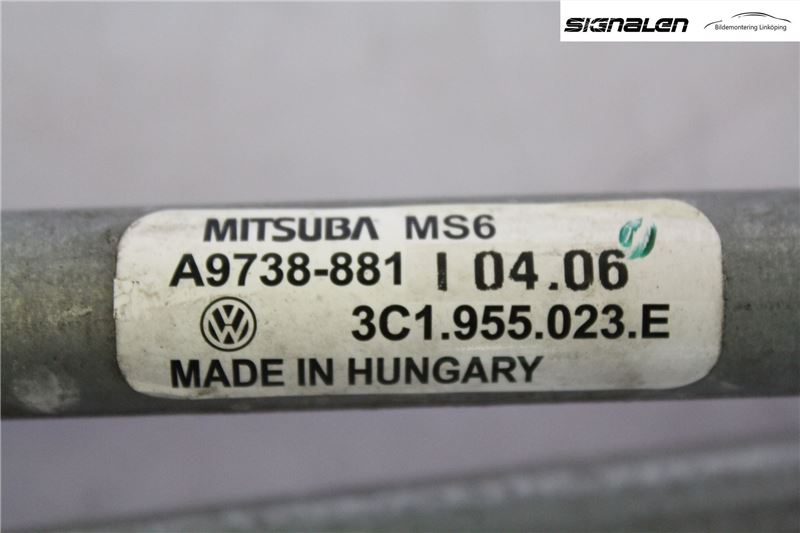 SIGNALEN
Bildemontering Linköping
MITSUBA MS6
A9738-881 I 04.06
3C1.955.023.E
MADE IN HUNGARY